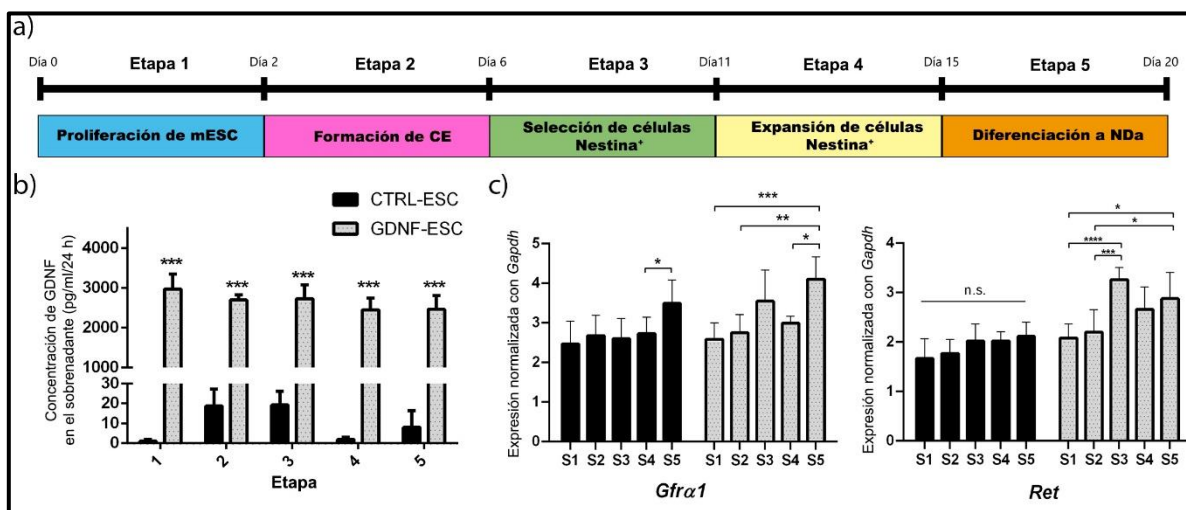 a)
Día 0 Etapa 1 Día 2 Etapa 2 Día 6 Etapa 3 Día11 Etapa 4 Día 15 Etapa 5 Día 20
Proliferación de mESC
Formación de CE
Selección de células
Nestina⁺
Expansión de células
Nestina⁺
Diferenciación a NDa
b)
CTRL-ESC
GDNF-ESC
Concentración de GDNF
en el sobrenadante (pg/ml/24 h)
4000
3000
2000
1000
30
20
10
0
*** *** *** *** ***
1 2 3 4 5
Etapa
c)
Expresión normalizada con Gapdh
5
4
3
2
1
0
*
***
**
*
S1 S2 S3 S4 S5 S1 S2 S3 S4 S5
Gfrα1
Expresión normalizada con Gapdh
5
4
3
2
1
0
n.s.
*
*
****
***
S1 S2 S3 S4 S5 S1 S2 S3 S4 S5
Ret